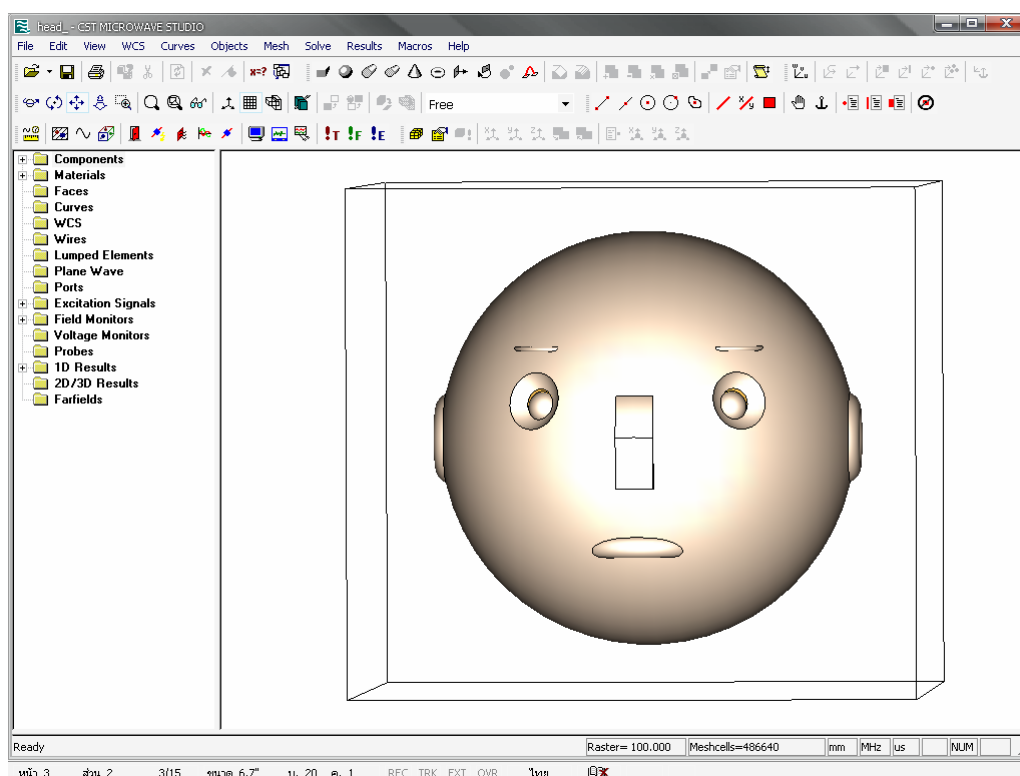 head_ - CST MICROWAVE STUDIO
File Edit View WCS Curves Objects Mesh Solve Results Macros Help
x=?
Free
x/y
!T !F !E
Components
Materials
Faces
Curves
WCS
Wires
Lumped Elements
Plane Wave
Ports
Excitation Signals
Field Monitors
Voltage Monitors
Probes
1D Results
2D/3D Results
Farfields
Ready Raster= 100.000 Meshcells=486640 mm MHz us NUM
หน้า 3 ส่วน 2 3/15 ขนาด 6.7" บ. 20 ค. 1 REC TRK EXT OVR ไทย